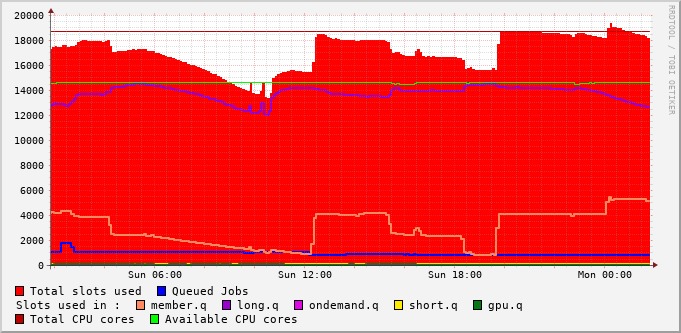 20000
18000
16000
14000
12000
10000
8000
6000
4000
2000
0
Sun 06:00 Sun 12:00 Sun 18:00 Mon 00:00
RRDTOOL / TOBI OETIKER
Total slots used Queued Jobs
Slots used in : member.q long.q ondemand.q short.q gpu.q
Total CPU cores Available CPU cores